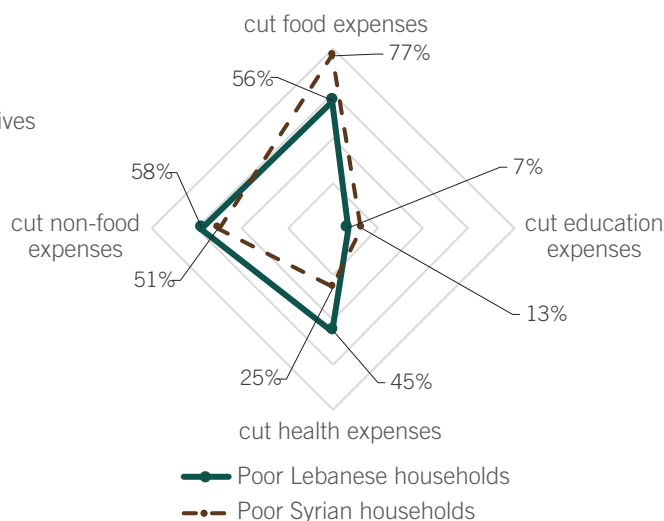 cut food expenses
77%
56%
ives
7%
58%
cut non-food
expenses
cut education
expenses
51%
13%
25%
45%
cut health expenses
Poor Lebanese households
Poor Syrian households